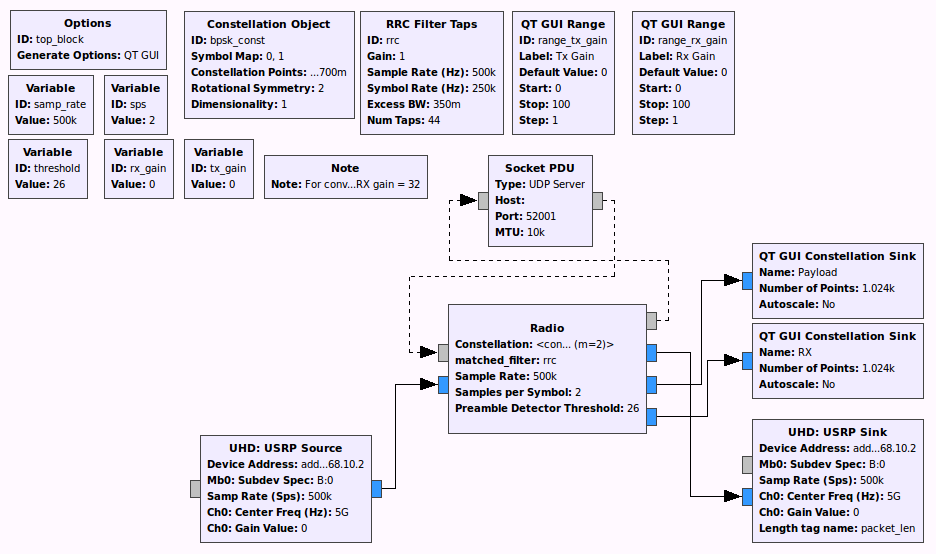 Options
ID: top_block
Generate Options: QT GUI
Constellation Object
ID: bpsk_const
Symbol Map: 0, 1
Constellation Points: ...700m
Rotational Symmetry: 2
Dimensionality: 1
RRC Filter Taps
ID: rrc
Gain: 1
Sample Rate (Hz): 500k
Symbol Rate (Hz): 250k
Excess BW: 350m
Num Taps: 44
QT GUI Range
ID: range_tx_gain
Label: Tx Gain
Default Value: 0
Start: 0
Stop: 100
Step: 1
QT GUI Range
ID: range_rx_gain
Label: Rx Gain
Default Value: 0
Start: 0
Stop: 100
Step: 1
Variable
ID: samp_rate
Value: 500k
Variable
ID: sps
Value: 2
Variable
ID: threshold
Value: 26
Variable
ID: rx_gain
Value: 0
Variable
ID: tx_gain
Value: 0
Note
Note: For conv...RX gain = 32
Socket PDU
Type: UDP Server
Host:
Port: 52001
MTU: 10k
QT GUI Constellation Sink
Name: Payload
Number of Points: 1.024k
Autoscale: No
Radio
Constellation: <con... (m=2)>
matched_filter: rrc
Sample Rate: 500k
Samples per Symbol: 2
Preamble Detector Threshold: 26
QT GUI Constellation Sink
Name: RX
Number of Points: 1.024k
Autoscale: No
UHD: USRP Source
Device Address: add...68.10.2
Mb0: Subdev Spec: B:0
Samp Rate (Sps): 500k
Ch0: Center Freq (Hz): 5G
Ch0: Gain Value: 0
UHD: USRP Sink
Device Address: add...68.10.2
Mb0: Subdev Spec: B:0
Samp Rate (Sps): 500k
Ch0: Center Freq (Hz): 5G
Ch0: Gain Value: 0
Length tag name: packet_len